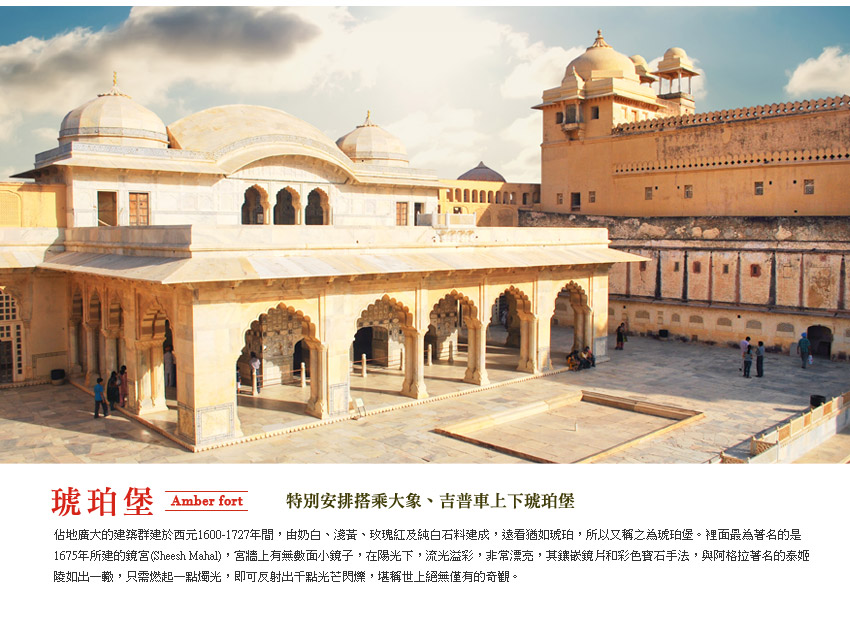 琥珀堡 Amber fort 特別安排搭乘大象、吉普車上下琥珀堡
佔地廣大的建築群建於西元1600-1727年間，由奶白、淺黃、玫瑰紅及純白石料建成，遠看猶如琥珀，所以又稱之為琥珀堡。裡面最為著名的是
1675年所建的鏡宮(Sheesh Mahal)，宮牆上有無數面小鏡子，在陽光下，流光溢彩，非常漂亮，其鑲嵌鏡片和彩色寶石手法，與阿格拉著名的泰姬
陵如出一轍，只需燃起一點燭光，即可反射出千點光芒閃爍，堪稱世上絕無僅有的奇觀。